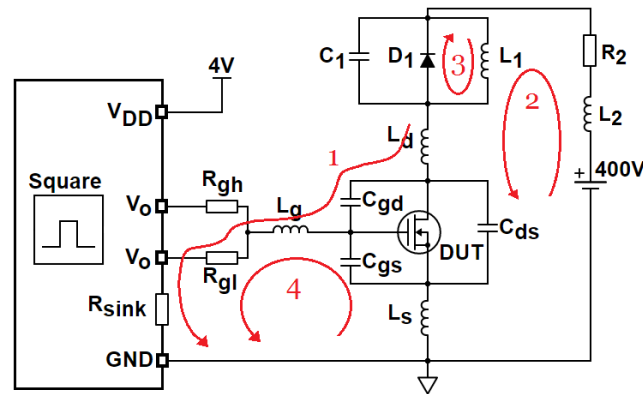 C1
D1
3
L1
R2
4V
2
L2
VDD
1
Ld
+
400V
Square
Rgh
Vo
Lg
Cgd
Cds
Vo
DUT
Rgl
Cgs
Rsink
4
Ls
GND